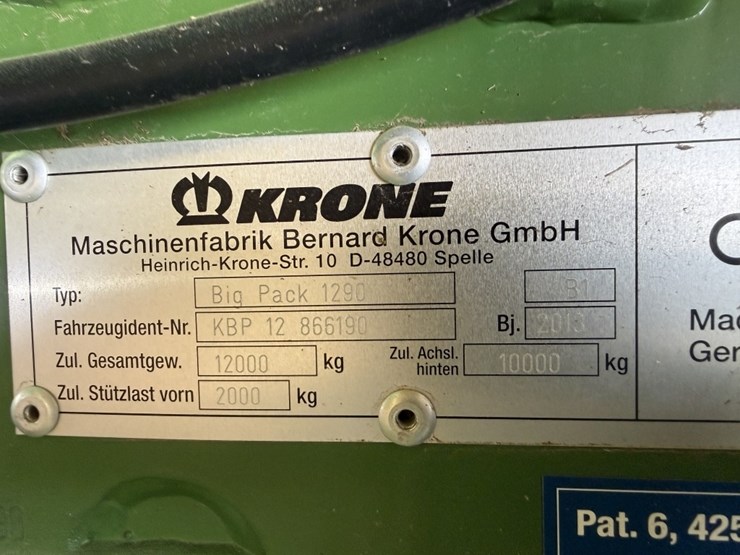 KRONE
Maschinenfabrik Bernard Krone GmbH
Heinrich-Krone-Str. 10 D-48480 Spelle
Typ: Big Pack 1290 B1
Fahrzeugident-Nr. KBP 12 866190 Bj. 2013
Zul. Gesamtgew. 12000 kg Zul. Achsl. hinten 10000 kg
Zul. Stützlast vorn 2000 kg
Pat. 6, 425